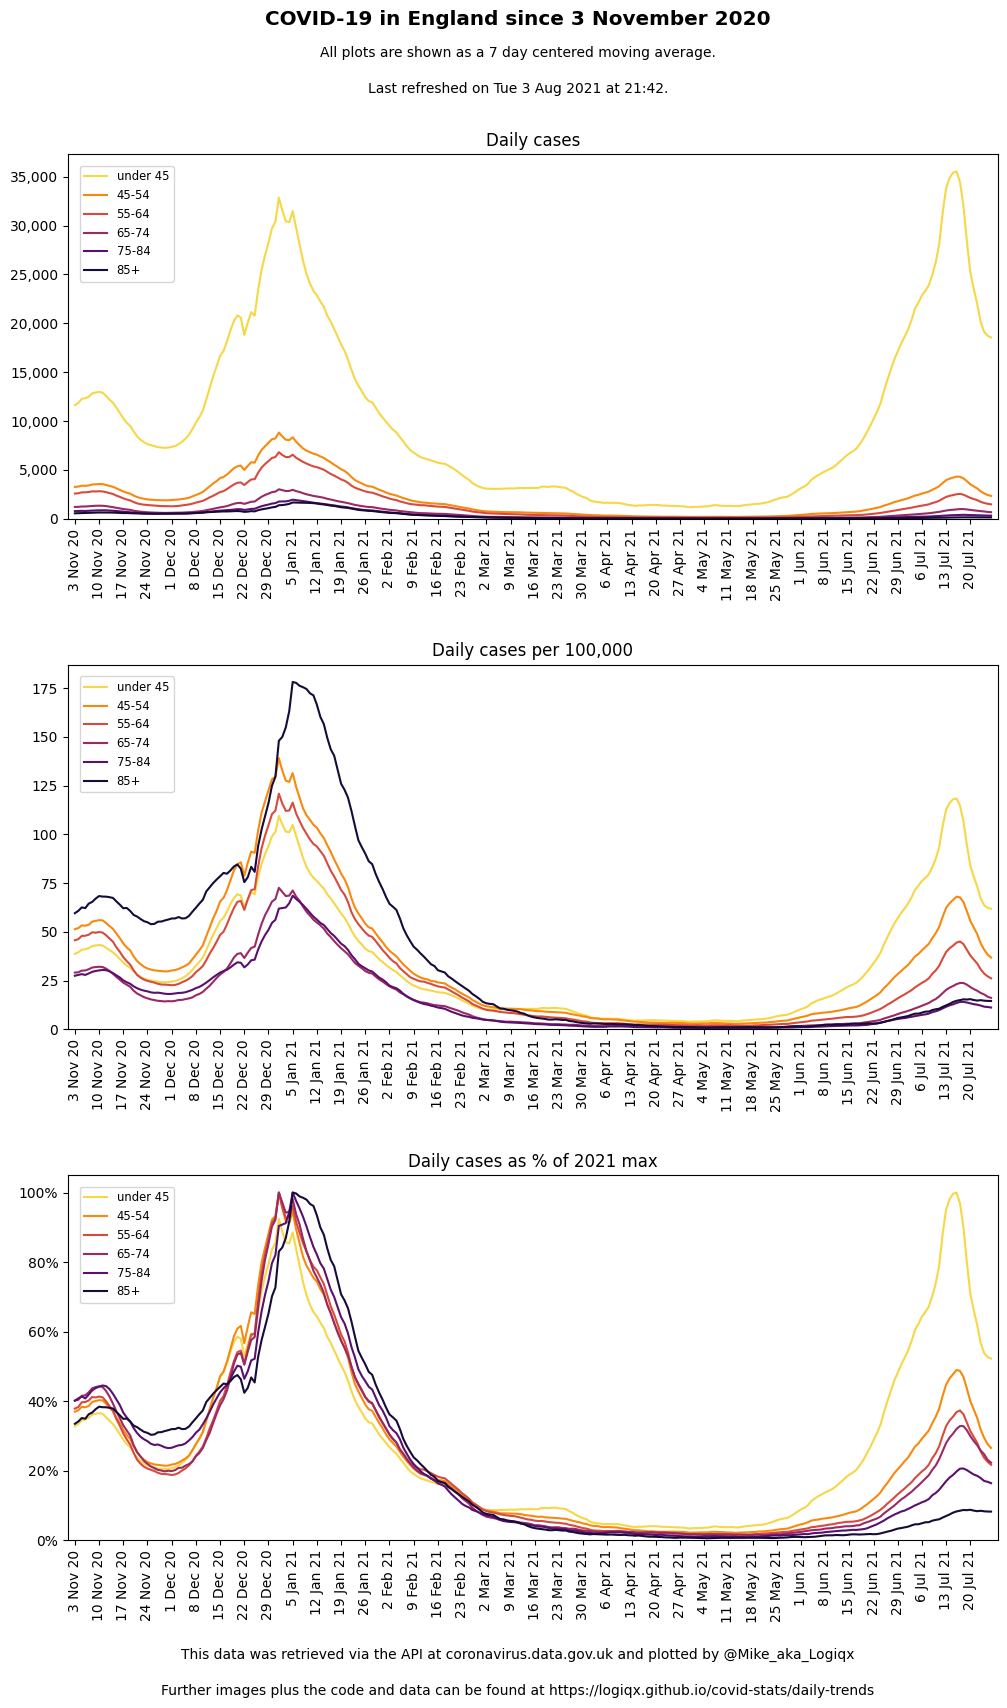 COVID-19 in England since 3 November 2020
All plots are shown as a 7 day centered moving average.
Last refreshed on Tue 3 Aug 2021 at 21:42.
Daily cases
35,000
30,000
25,000
20,000
15,000
10,000
5,000
0
under 45
45-54
55-64
65-74
75-84
85+
3 Nov 20
10 Nov 20
17 Nov 20
24 Nov 20
1 Dec 20
8 Dec 20
15 Dec 20
22 Dec 20
29 Dec 20
5 Jan 21
12 Jan 21
19 Jan 21
26 Jan 21
2 Feb 21
9 Feb 21
16 Feb 21
23 Feb 21
2 Mar 21
9 Mar 21
16 Mar 21
23 Mar 21
30 Mar 21
6 Apr 21
13 Apr 21
20 Apr 21
27 Apr 21
4 May 21
11 May 21
18 May 21
25 May 21
1 Jun 21
8 Jun 21
15 Jun 21
22 Jun 21
29 Jun 21
6 Jul 21
13 Jul 21
20 Jul 21
Daily cases per 100,000
175
150
125
100
75
50
25
0
under 45
45-54
55-64
65-74
75-84
85+
3 Nov 20
10 Nov 20
17 Nov 20
24 Nov 20
1 Dec 20
8 Dec 20
15 Dec 20
22 Dec 20
29 Dec 20
5 Jan 21
12 Jan 21
19 Jan 21
26 Jan 21
2 Feb 21
9 Feb 21
16 Feb 21
23 Feb 21
2 Mar 21
9 Mar 21
16 Mar 21
23 Mar 21
30 Mar 21
6 Apr 21
13 Apr 21
20 Apr 21
27 Apr 21
4 May 21
11 May 21
18 May 21
25 May 21
1 Jun 21
8 Jun 21
15 Jun 21
22 Jun 21
29 Jun 21
6 Jul 21
13 Jul 21
20 Jul 21
Daily cases as % of 2021 max
100%
80%
60%
40%
20%
0%
under 45
45-54
55-64
65-74
75-84
85+
3 Nov 20
10 Nov 20
17 Nov 20
24 Nov 20
1 Dec 20
8 Dec 20
15 Dec 20
22 Dec 20
29 Dec 20
5 Jan 21
12 Jan 21
19 Jan 21
26 Jan 21
2 Feb 21
9 Feb 21
16 Feb 21
23 Feb 21
2 Mar 21
9 Mar 21
16 Mar 21
23 Mar 21
30 Mar 21
6 Apr 21
13 Apr 21
20 Apr 21
27 Apr 21
4 May 21
11 May 21
18 May 21
25 May 21
1 Jun 21
8 Jun 21
15 Jun 21
22 Jun 21
29 Jun 21
6 Jul 21
13 Jul 21
20 Jul 21
This data was retrieved via the API at coronavirus.data.gov.uk and plotted by @Mike_aka_Logiqx
Further images plus the code and data can be found at https://logiqx.github.io/covid-stats/daily-trends